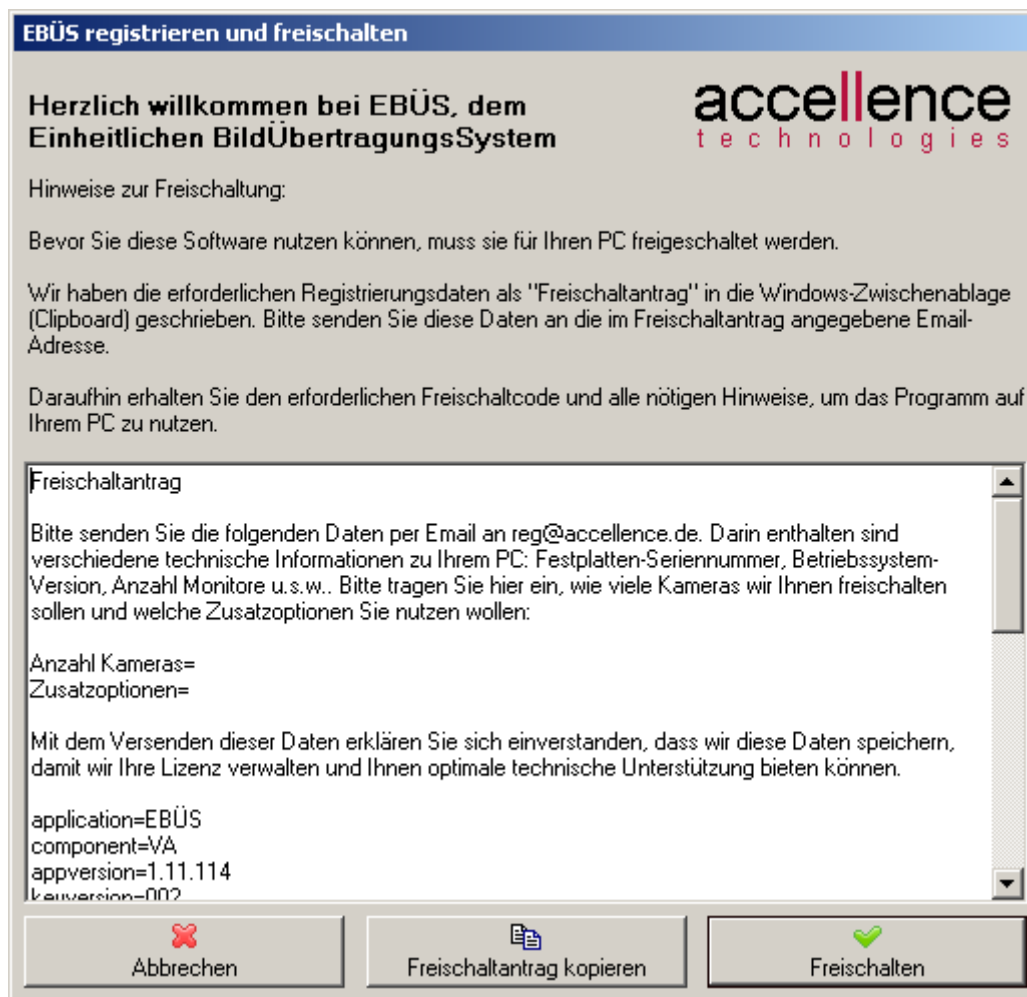 EBÜS registrieren und freischalten
Herzlich willkommen bei EBÜS, dem
Einheitlichen BildÜbertragungsSystem
accellence
technologies
Hinweise zur Freischaltung:
Bevor Sie diese Software nutzen können, muss sie für Ihren PC freigeschaltet werden.
Wir haben die erforderlichen Registrierungsdaten als "Freischaltantrag" in die Windows-Zwischenablage
(Clipboard) geschrieben. Bitte senden Sie diese Daten an die im Freischaltantrag angegebene Email-
Adresse.
Daraufhin erhalten Sie den erforderlichen Freischaltcode und alle nötigen Hinweise, um das Programm auf
Ihrem PC zu nutzen.
Freischaltantrag
Bitte senden Sie die folgenden Daten per Email an reg@accellence.de. Darin enthalten sind
verschiedene technische Informationen zu Ihrem PC: Festplatten-Seriennummer, Betriebssystem-
Version, Anzahl Monitore u.s.w.. Bitte tragen Sie hier ein, wie viele Kameras wir Ihnen freischalten
sollen und welche Zusatzoptionen Sie nutzen wollen:
Anzahl Kameras=
Zusatzoptionen=
Mit dem Versenden dieser Daten erklären Sie sich einverstanden, dass wir diese Daten speichern,
damit wir Ihre Lizenz verwalten und Ihnen optimale technische Unterstützung bieten können.
application=EBÜS
component=VA
appversion=1.11.114
keyversion=002
Abbrechen
Freischaltantrag kopieren
Freischalten